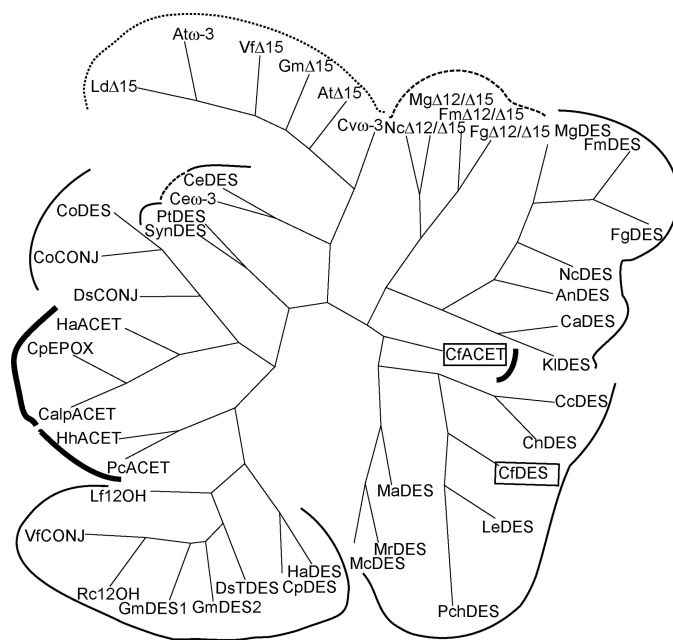 Atω-3
VfΔ15
GmΔ15
LdΔ15
AtΔ15
Cvω-3
MgΔ12/Δ15
FmΔ12/Δ15
NcΔ12/Δ15
FgΔ12/Δ15
MgDES
FmDES
CeDES
Ceω-3
PtDES
SynDES
CoDES
CoCONJ
DsCONJ
FgDES
NcDES
AnDES
CaDES
KlDES
HaACET
CpEPOX
CalpACET
HhACET
PcACET
CfACET
CcDES
CnDES
CfDES
LeDES
PchDES
MaDES
MrDES
McDES
Lf12OH
VfCONJ
Rc12OH
GmDES1
GmDES2
DsTDES
HaDES
CpDES